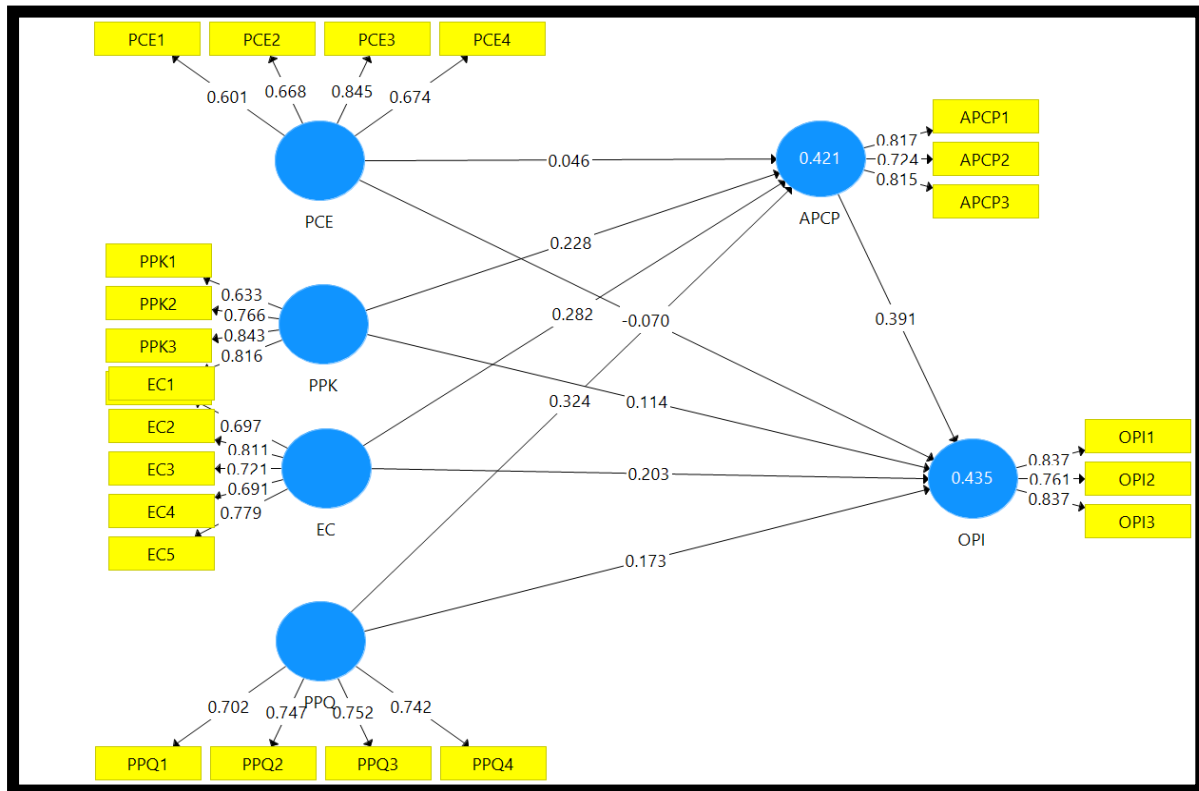 PCE1 PCE2 PCE3 PCE4
0.601 0.668 0.845 0.674
PCE
0.046
0.421
APCP
0.817
0.724
0.815
APCP1
APCP2
APCP3
PPK1
PPK2
PPK3
0.633
0.766
0.843
0.816
PPK
0.228
0.282
-0.070
0.391
0.324
0.114
EC1
EC2
EC3
EC4
EC5
0.697
0.811
0.721
0.691
0.779
EC
0.203
0.435
OPI
0.837
0.761
0.837
OPI1
OPI2
OPI3
0.173
PPQ
0.702 0.747 0.752 0.742
PPQ1 PPQ2 PPQ3 PPQ4